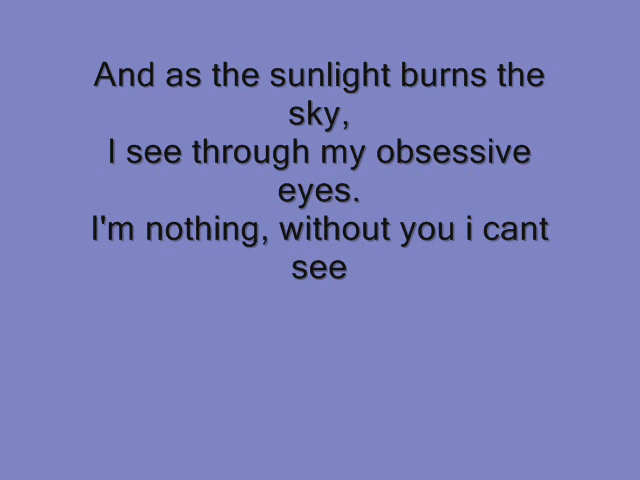 And as the sunlight burns the
sky,
I see through my obsessive
eyes.
I'm nothing, without you i cant
see